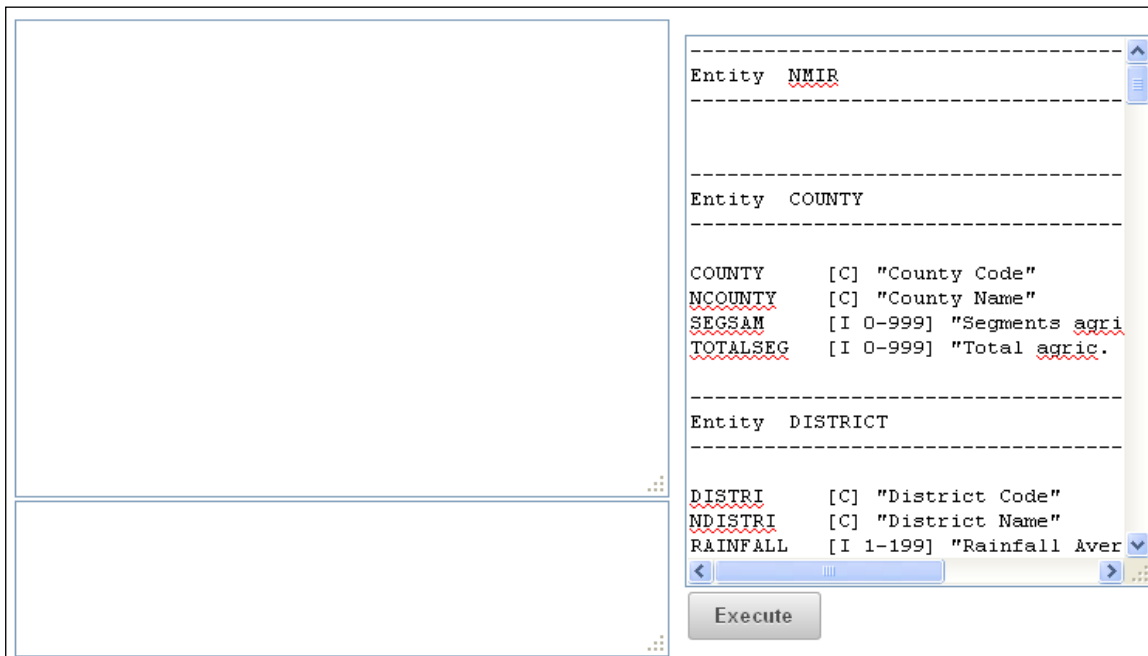 -----------------------------------
Entity  NMIR
-----------------------------------
-----------------------------------
Entity  COUNTY
-----------------------------------
COUNTY     [C] "County Code"
NCOUNTY    [C] "County Name"
SEGSAM     [I 0-999] "Segments agri
TOTALSEG   [I 0-999] "Total agric.
-----------------------------------
Entity  DISTRICT
-----------------------------------
DISTRI     [C] "District Code"
NDISTRI    [C] "District Name"
RAINFALL   [I 1-199] "Rainfall Aver
Execute